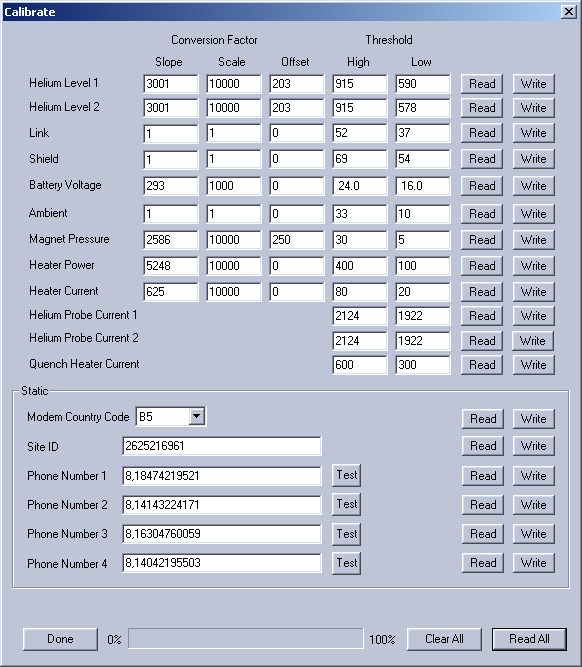 Calibrate
Conversion Factor Threshold
Slope Scale Offset High Low
Helium Level 1 3001 10000 203 915 590 Read Write
Helium Level 2 3001 10000 203 915 578 Read Write
Link 1 1 0 52 37 Read Write
Shield 1 1 0 69 54 Read Write
Battery Voltage 293 1000 0 24.0 16.0 Read Write
Ambient 1 1 0 33 10 Read Write
Magnet Pressure 2586 10000 250 30 5 Read Write
Heater Power 5248 10000 0 400 100 Read Write
Heater Current 625 10000 0 80 20 Read Write
Helium Probe Current 1 2124 1922 Read Write
Helium Probe Current 2 2124 1922 Read Write
Quench Heater Current 600 300 Read Write
Static
Modem Country Code B5 Read Write
Site ID 2625216961 Read Write
Phone Number 1 8,18474219521 Test Read Write
Phone Number 2 8,14143224171 Test Read Write
Phone Number 3 8,16304760059 Test Read Write
Phone Number 4 8,14042195503 Test Read Write
Done 0% 100% Clear All Read All